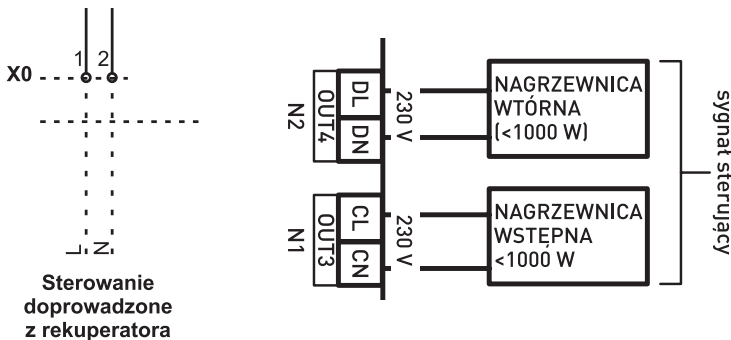 1 2
X0
L N
Sterowanie
doprowadzone
z rekuperatora
N2
OUT4
DL
DN
230 V
NAGRZEWNICA
WTÓRNA
(<1000 W)
N1
OUT3
CL
CN
230 V
NAGRZEWNICA
WSTĘPNA
<1000 W
sygnał sterujący